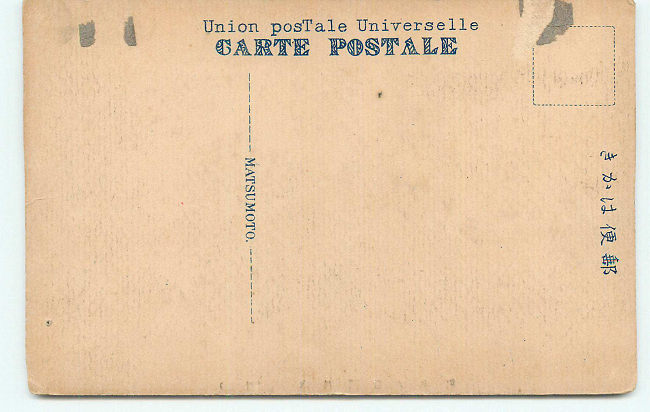 Union posTale Universelle
CARTE POSTALE
MATSUMOTO.
きかは便郵